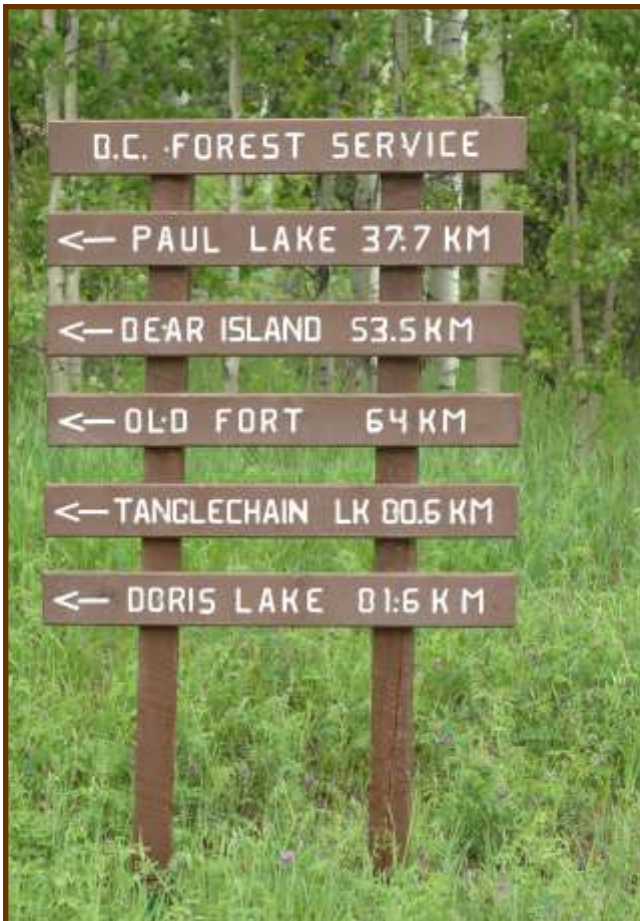 B.C. FOREST SERVICE
← PAUL LAKE 37.7 KM
← BEAR ISLAND 53.5 KM
← OLD FORT 64 KM
← TANGLECHAIN LK 80.6 KM
← DORIS LAKE 81.6 KM